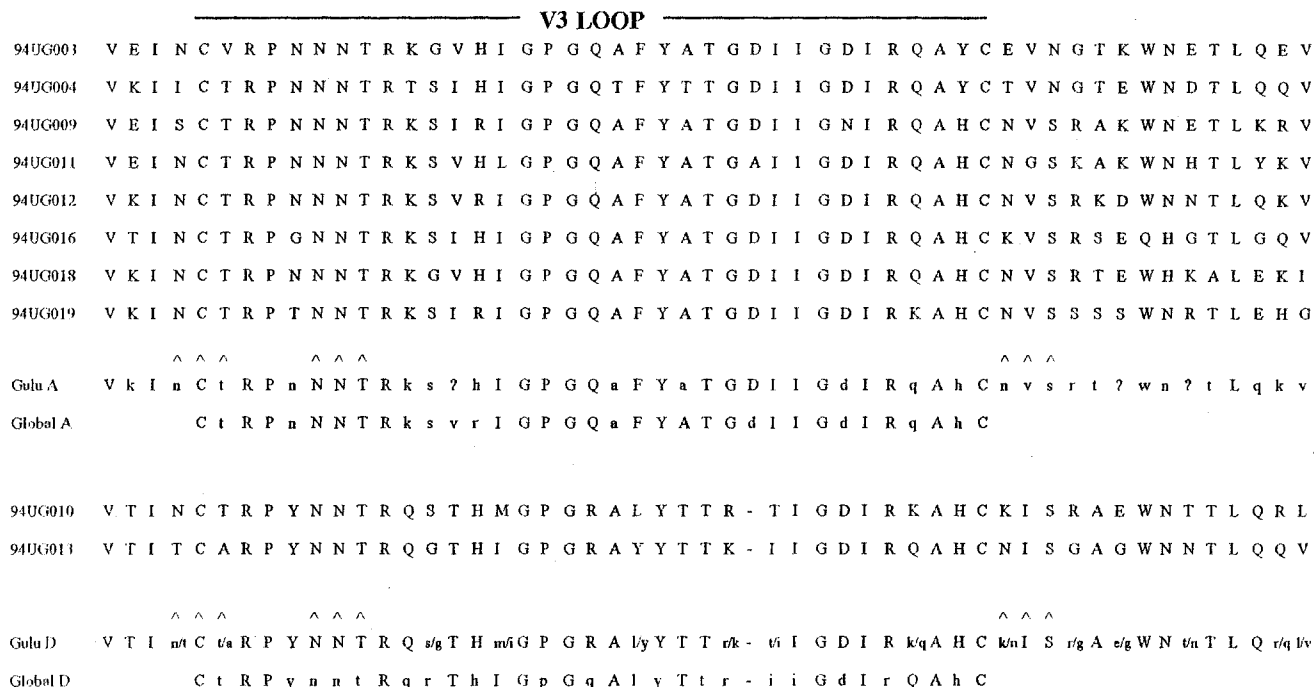 V3 LOOP
94UG003 V E I N C V R P N N N T R K G V H I G P G Q A F Y A T G D I I G D I R Q A Y C E V N G T K W N E T L Q E V
94UG004 V K I I C T R P N N N T R T S I H I G P G Q T F Y T T G D I I G D I R Q A Y C T V N G T E W N D T L Q Q V
94UG009 V E I S C T R P N N N T R K S I R I G P G Q A F Y A T G D I I G N I R Q A H C N V S R A K W N E T L K R V
94UG011 V E I N C T R P N N N T R K S V H L G P G Q A F Y A T G A I I G D I R Q A H C N G S K A K W N H T L Y K V
94UG012 V K I N C T R P N N N T R K S V R I G P G Q A F Y A T G D I I G D I R Q A H C N V S R K D W N N T L Q K V
94UG016 V T I N C T R P G N N T R K S I H I G P G Q A F Y A T G D I I G D I R Q A H C K V S R S E Q H G T L G Q V
94UG018 V K I N C T R P N N N T R K G V H I G P G Q A F Y A T G D I I G D I R Q A H C N V S R T E W H K A L E K I
94UG019 V K I N C T R P T N N T R K S I R I G P G Q A F Y A T G D I I G D I R K A H C N V S S S S W N R T L E H G
^ ^ ^ ^ ^ ^ ^ ^ ^
Gulu A V k I n C t R P n N N T R k s ? h I G P G Q a F Y a T G D I I G d I R q A h C n v s r t ? w n ? t L q k v
Global A C t R P n N N T R k s v r I G P G Q a F Y A T G d I I G d I R q A h C
94UG010 V T I N C T R P Y N N T R Q S T H M G P G R A L Y T T R - T I G D I R K A H C K I S R A E W N T T L Q R L
94UG013 V T I T C A R P Y N N T R Q G T H I G P G R A Y Y T T K - I I G D I R Q A H C N I S G A G W N N T L Q Q V
^ ^ ^ ^ ^ ^ ^ ^ ^
Gulu D V T I n/t C t/a R P Y N N T R Q s/g T H m/i G P G R A l/y Y T T r/k - t/i I G D I R k/q A H C k/n I S r/g A e/g W N t/n T L Q r/q l/v
Global D C t R P y n n t R q r T h I G p G q A l y T t r - i i G d I r Q A h C